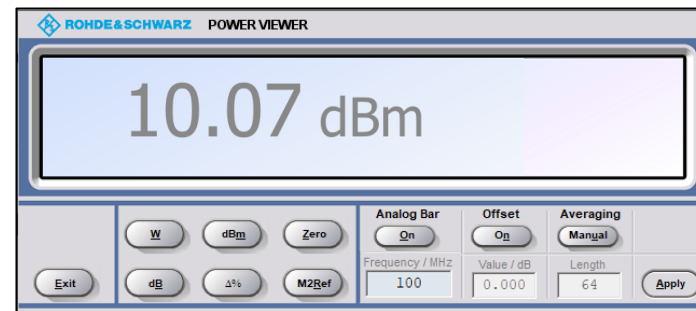 ROHDE&SCHWARZ POWER VIEWER
10.07 dBm
Analog Bar Offset Averaging
W dBm Zero On On Manual
Frequency / MHz Value / dB Length
Exit dB Δ% M2Ref 100 0.000 64 Apply